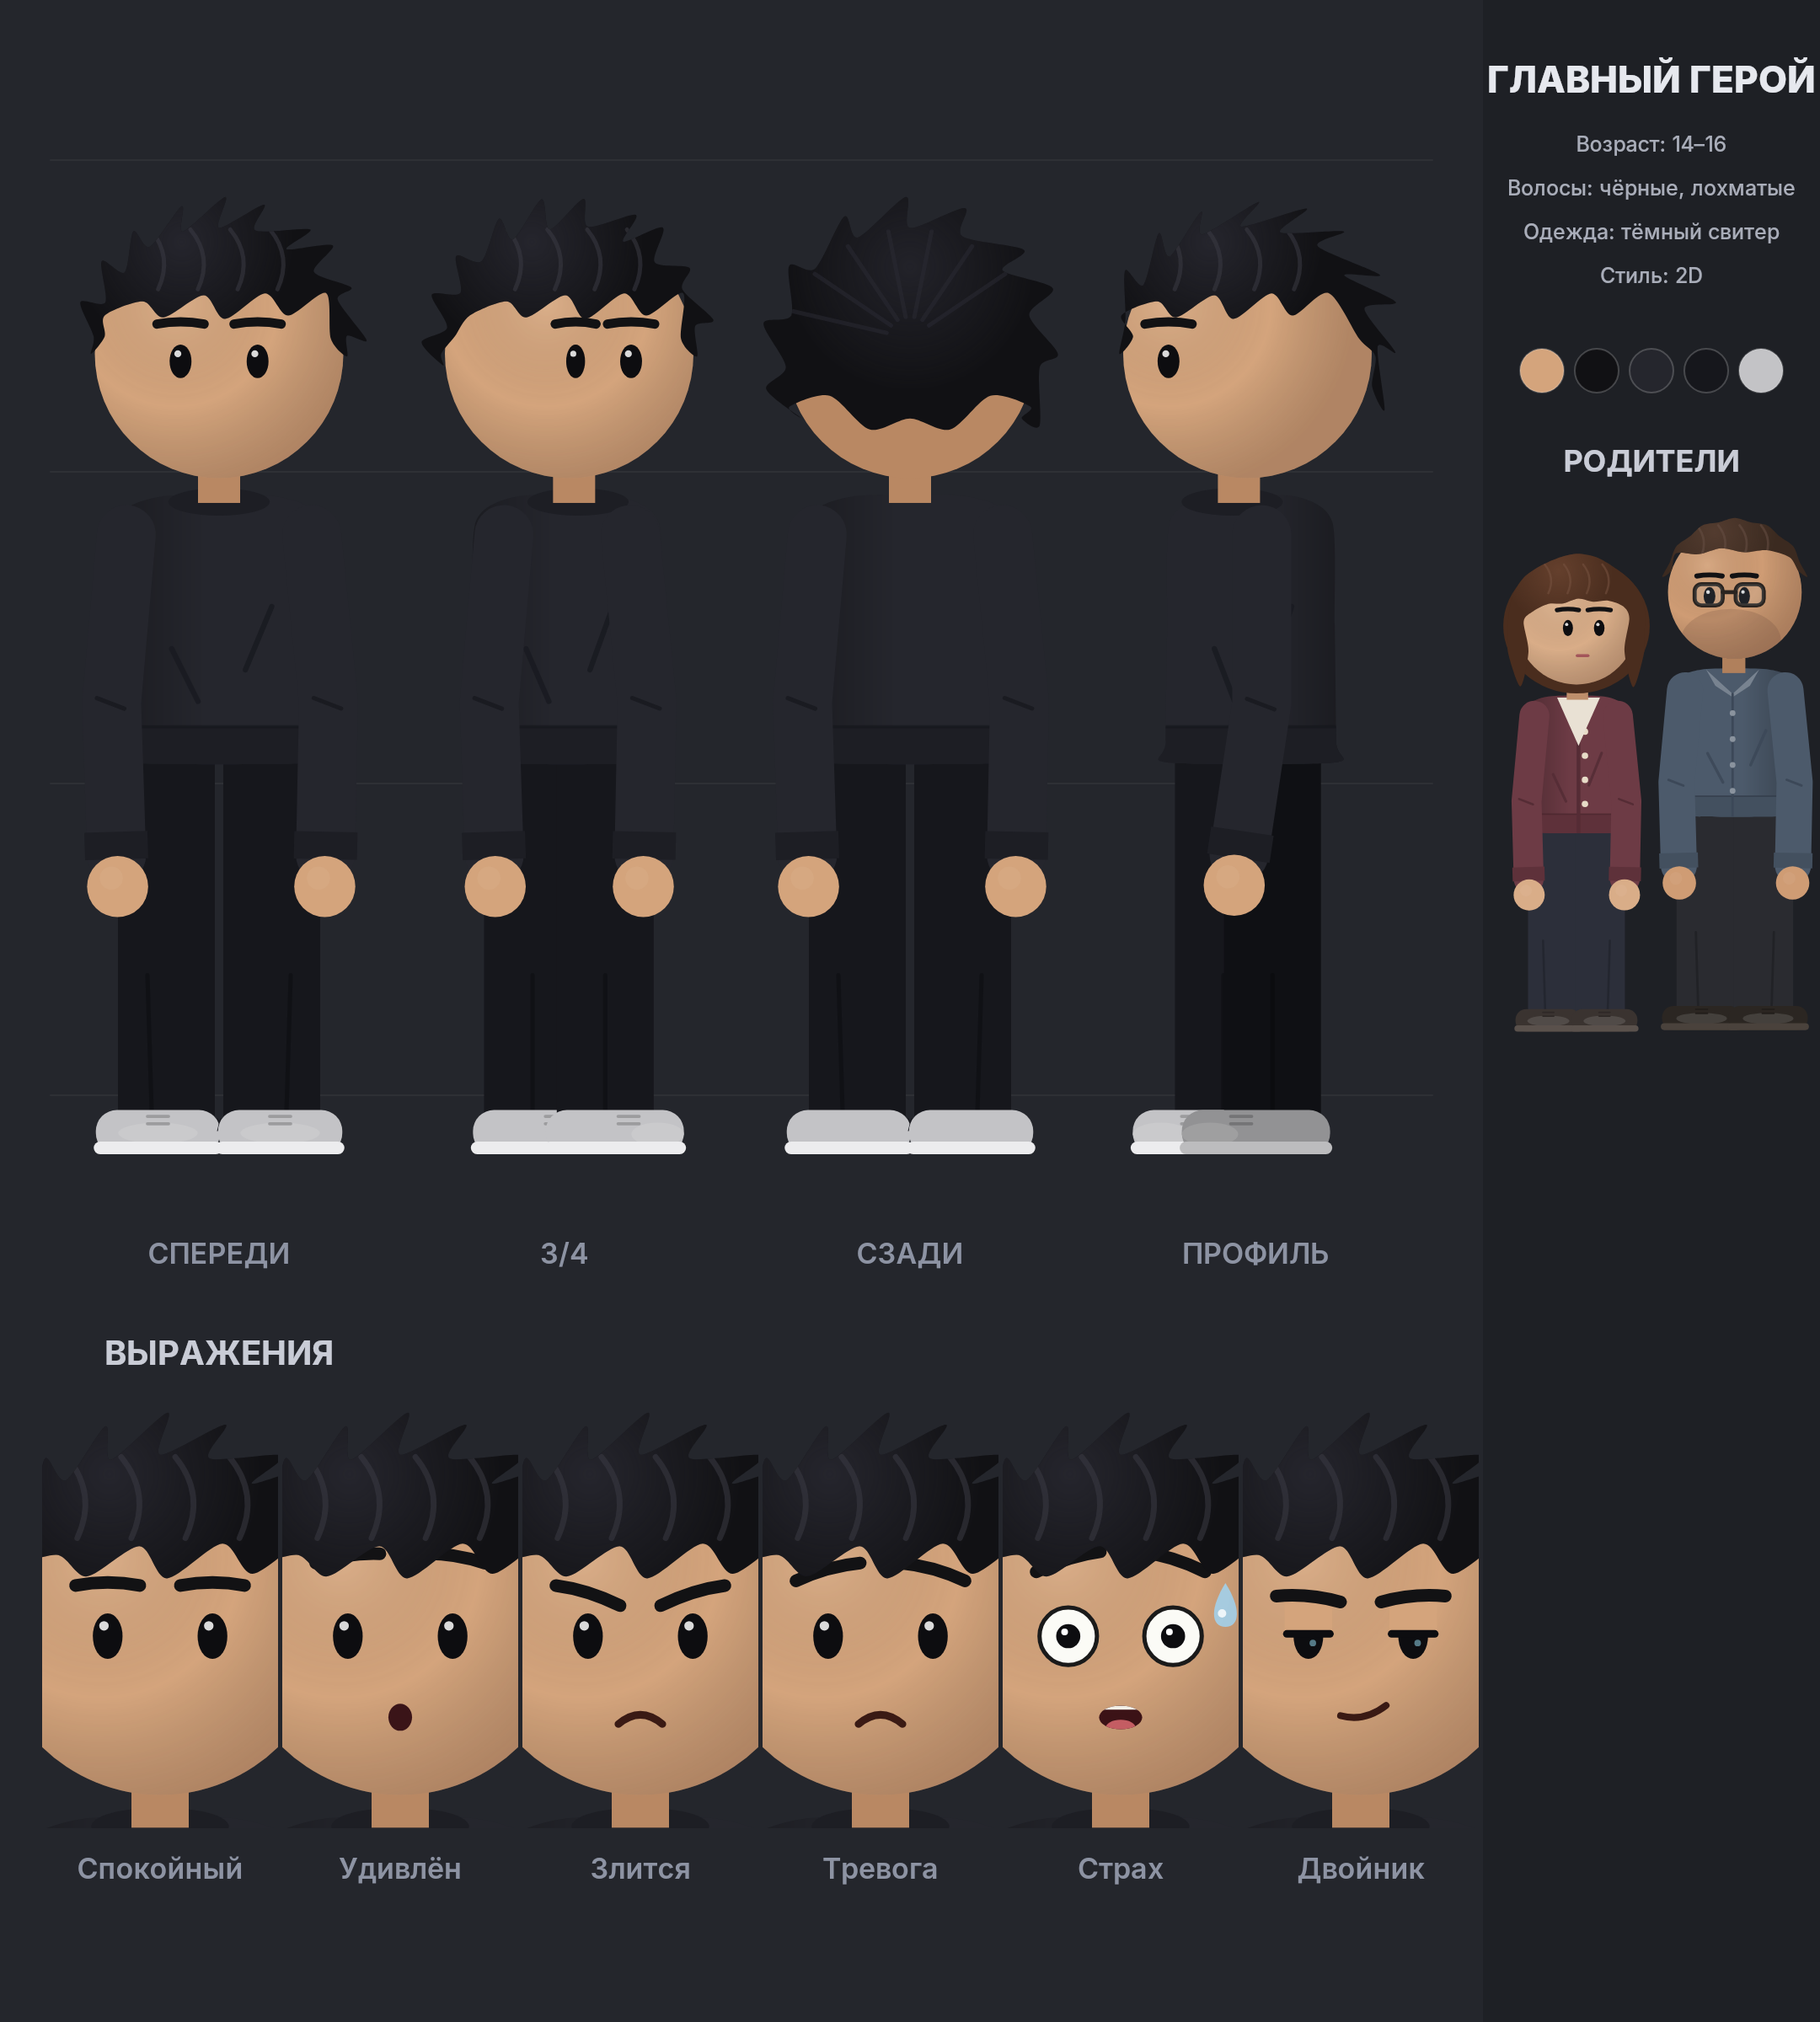 ГЛАВНЫЙ ГЕРОЙ
Возраст: 14–16
Волосы: чёрные, лохматые
Одежда: тёмный свитер
Стиль: 2D
РОДИТЕЛИ
СПЕРЕДИ
3/4
СЗАДИ
ПРОФИЛЬ
ВЫРАЖЕНИЯ
Спокойный
Удивлён
Злится
Тревога
Страх
Двойник